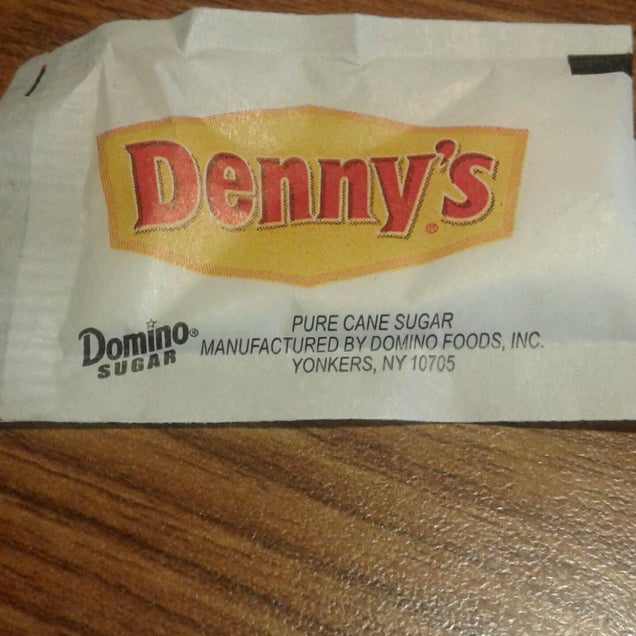 Denny's®
Domino®
SUGAR
PURE CANE SUGAR
MANUFACTURED BY DOMINO FOODS, INC.
YONKERS, NY 10705